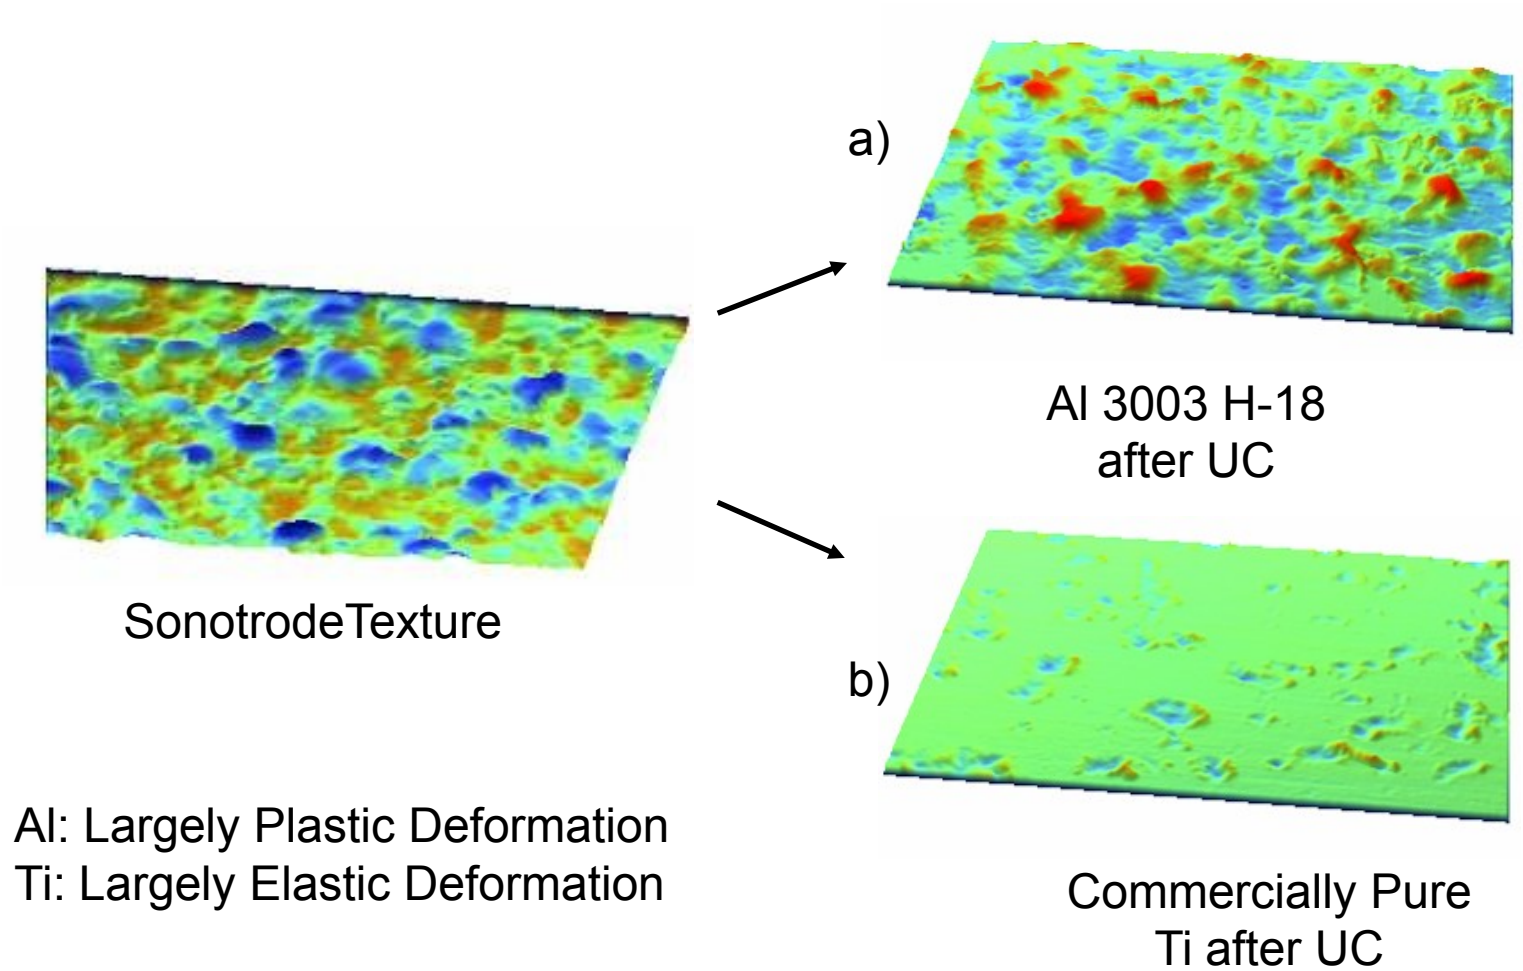 a)
Al 3003 H-18
after UC
SonotrodeTexture
b)
Al: Largely Plastic Deformation
Ti: Largely Elastic Deformation
Commercially Pure
Ti after UC